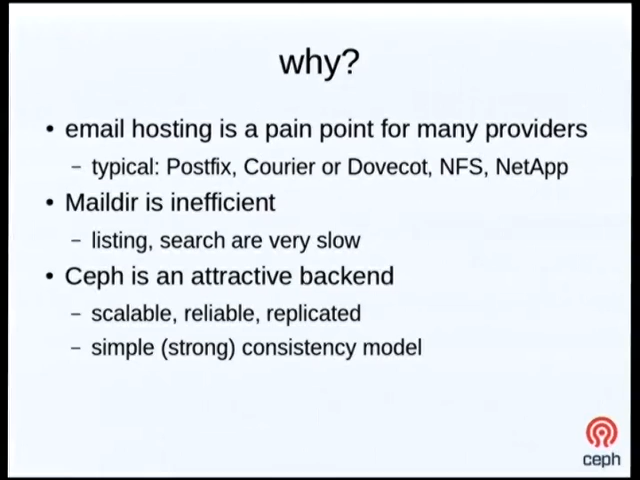 why?
• email hosting is a pain point for many providers
– typical: Postfix, Courier or Dovecot, NFS, NetApp
• Maildir is inefficient
– listing, search are very slow
• Ceph is an attractive backend
– scalable, reliable, replicated
– simple (strong) consistency model
ceph